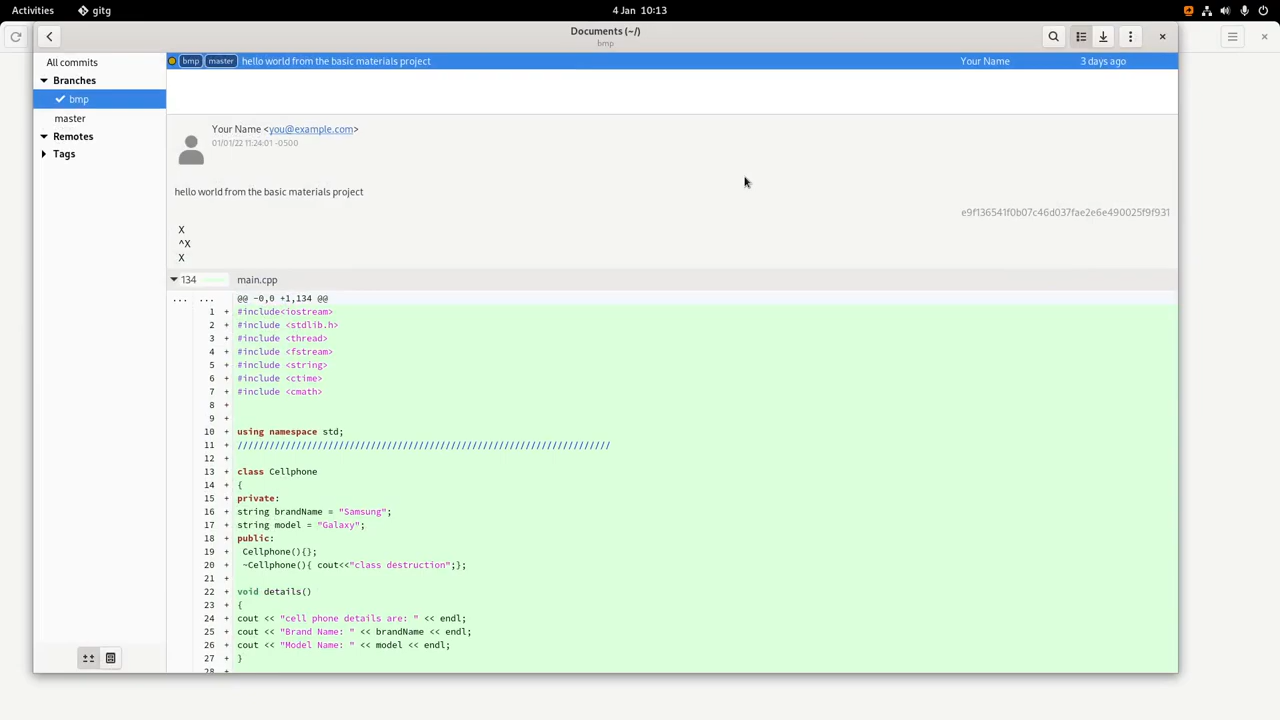 Activities gitg 4 Jan 10:13
Documents (~/)
bmp
All commits
Branches
bmp
master
Remotes
Tags
bmp master hello world from the basic materials project Your Name 3 days ago
Your Name <you@example.com>
01/01/22 11:24:01 -0500
hello world from the basic materials project
e9f136541f0b07c46d037fae2e6e490025f9f931
X
^X
X
134 main.cpp
... ... @@ -0,0 +1,134 @@
1 + #include<iostream>
2 + #include <stdlib.h>
3 + #include <thread>
4 + #include <fstream>
5 + #include <string>
6 + #include <ctime>
7 + #include <cmath>
8 +
9 +
10 + using namespace std;
11 + //////////////////////////////////////////////////////////////////////
12 +
13 + class Cellphone
14 + {
15 + private:
16 + string brandName = "Samsung";
17 + string model = "Galaxy";
18 + public:
19 + Cellphone(){};
20 + ~Cellphone(){ cout<<"class destruction";};
21 +
22 + void details()
23 + {
24 + cout << "cell phone details are: " << endl;
25 + cout << "Brand Name: " << brandName << endl;
26 + cout << "Model Name: " << model << endl;
27 + }
28 +